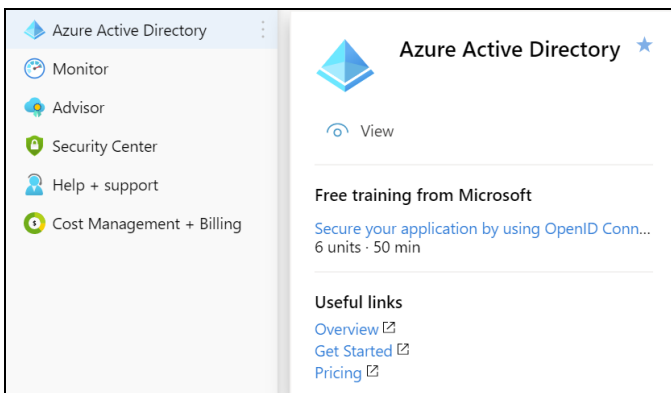 Azure Active Directory
Monitor
Advisor
Security Center
Help + support
Cost Management + Billing
Azure Active Directory
View
Free training from Microsoft
Secure your application by using OpenID Conn...
6 units · 50 min
Useful links
Overview
Get Started
Pricing